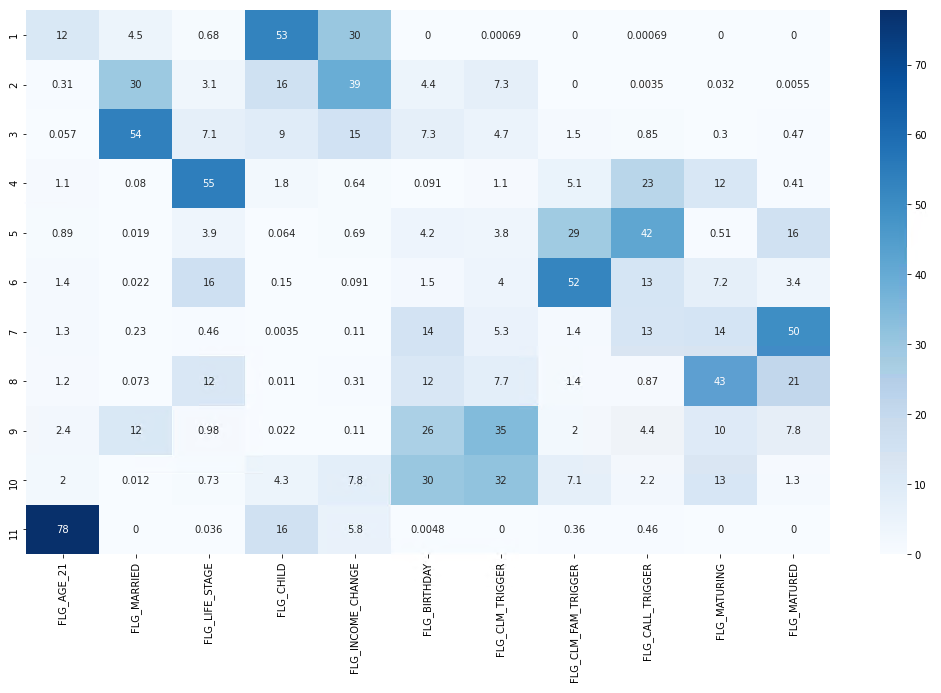 1 12 4.5 0.68 53 30 0 0.00069 0 0.00069 0 0
2 0.31 30 3.1 16 39 4.4 7.3 0 0.0035 0.032 0.0055
3 0.057 54 7.1 9 15 7.3 4.7 1.5 0.85 0.3 0.47
4 1.1 0.08 55 1.8 0.64 0.091 1.1 5.1 23 12 0.41
5 0.89 0.019 3.9 0.064 0.69 4.2 3.8 29 42 0.51 16
6 1.4 0.022 16 0.15 0.091 1.5 4 52 13 7.2 3.4
7 1.3 0.23 0.46 0.0035 0.11 14 5.3 1.4 13 14 50
8 1.2 0.073 12 0.011 0.31 12 7.7 1.4 0.87 43 21
9 2.4 12 0.98 0.022 0.11 26 35 2 4.4 10 7.8
10 2 0.012 0.73 4.3 7.8 30 32 7.1 2.2 13 1.3
11 78 0 0.036 16 5.8 0.0048 0 0.36 0.46 0 0
FLG_AGE_21
FLG_MARRIED
FLG_LIFE_STAGE
FLG_CHILD
FLG_INCOME_CHANGE
FLG_BIRTHDAY
FLG_CLM_TRIGGER
FLG_CLM_FAM_TRIGGER
FLG_CALL_TRIGGER
FLG_MATURING
FLG_MATURED
70
60
50
40
30
20
10
0